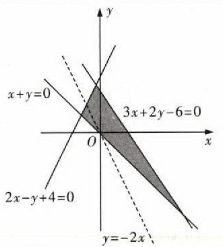 y
x+y=0
3x+2y-6=0
O
x
2x-y+4=0
y=-2x